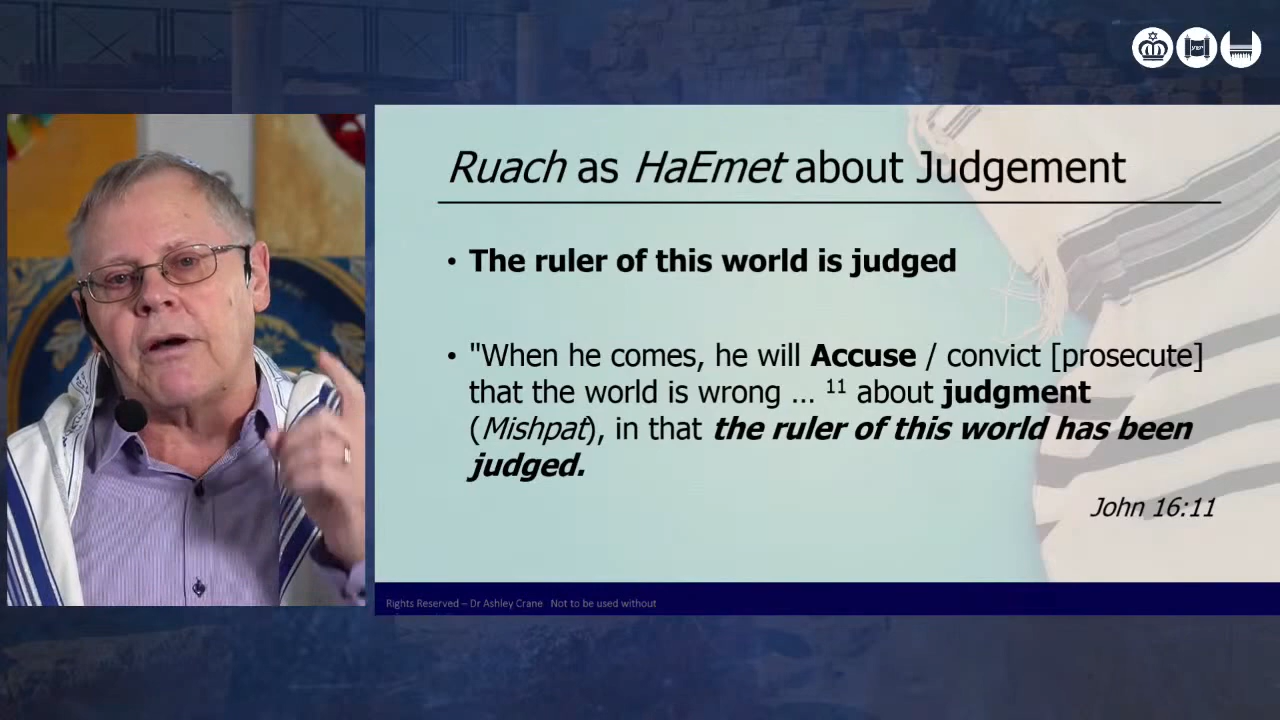 Ruach as HaEmet about Judgement
• The ruler of this world is judged
• "When he comes, he will Accuse / convict [prosecute]
that the world is wrong … ¹¹ about judgment
(Mishpat), in that the ruler of this world has been
judged.
John 16:11
Rights Reserved – Dr Ashley Crane Not to be used without